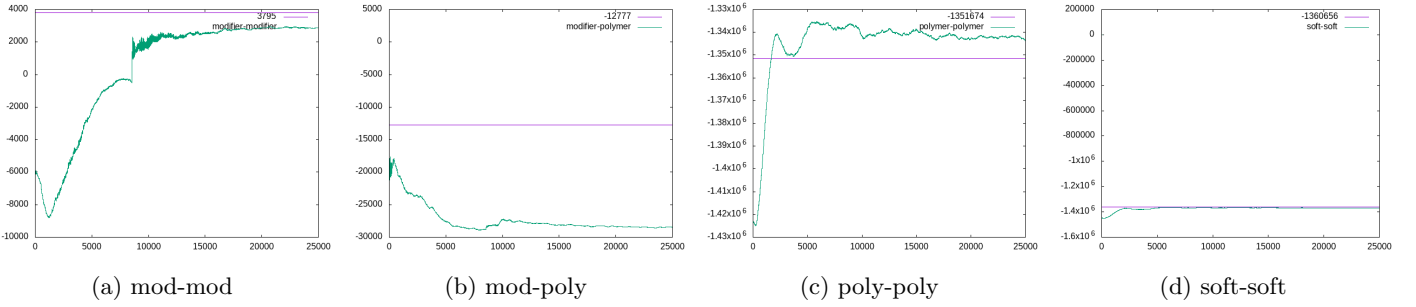 4000
2000
0
-2000
-4000
-6000
-8000
-10000
0 5000 10000 15000 20000 25000
3795
modifier-modifier
(a) mod-mod
5000
0
-5000
-10000
-15000
-20000
-25000
-30000
0 5000 10000 15000 20000 25000
-12777
modifier-polymer
(b) mod-poly
-1.33x10⁶
-1.34x10⁶
-1.35x10⁶
-1.36x10⁶
-1.37x10⁶
-1.38x10⁶
-1.39x10⁶
-1.4x10⁶
-1.41x10⁶
-1.42x10⁶
-1.43x10⁶
0 5000 10000 15000 20000 25000
-1351674
polymer-polymer
(c) poly-poly
200000
0
-200000
-400000
-600000
-800000
-1x10⁶
-1.2x10⁶
-1.4x10⁶
-1.6x10⁶
0 5000 10000 15000 20000 25000
-1360656
soft-soft
(d) soft-soft